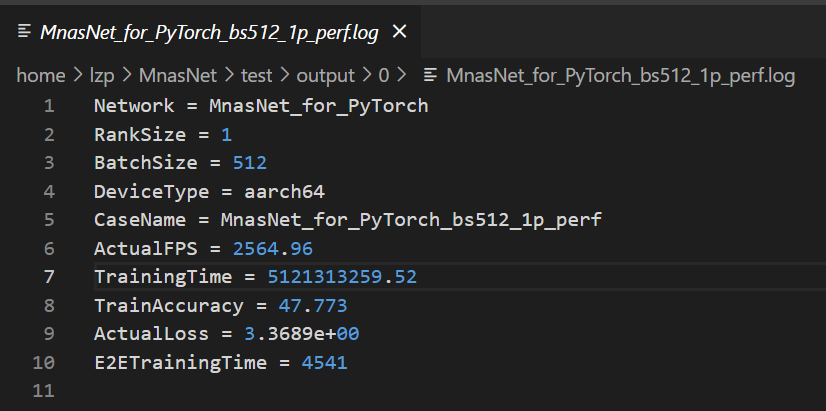 MnasNet_for_PyTorch_bs512_1p_perf.log ×
home > lzp > MnasNet > test > output > 0 > MnasNet_for_PyTorch_bs512_1p_perf.log
1 Network = MnasNet_for_PyTorch
2 RankSize = 1
3 BatchSize = 512
4 DeviceType = aarch64
5 CaseName = MnasNet_for_PyTorch_bs512_1p_perf
6 ActualFPS = 2564.96
7 TrainingTime = 5121313259.52
8 TrainAccuracy = 47.773
9 ActualLoss = 3.3689e+00
10 E2ETrainingTime = 4541
11